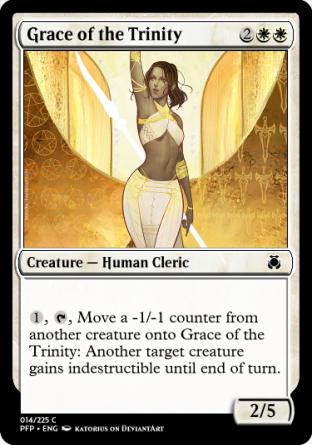 Grace of the Trinity 2
Creature — Human Cleric
1, Move a -1/-1 counter from
another creature onto Grace of the
Trinity: Another target creature
gains indestructible until end of turn.
014/225 C
PFP • ENG KATORIUS ON DEVIANTART
2/5